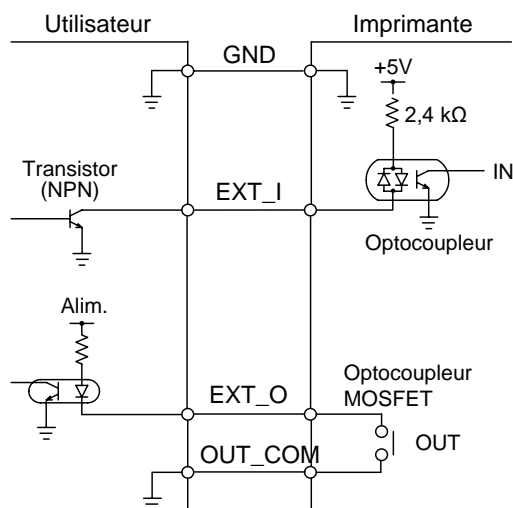 Utilisateur
Imprimante
GND
+5V
2,4 kΩ
Transistor
(NPN)
EXT_I
IN
Optocoupleur
Alim.
EXT_O
Optocoupleur
MOSFET
OUT
OUT_COM